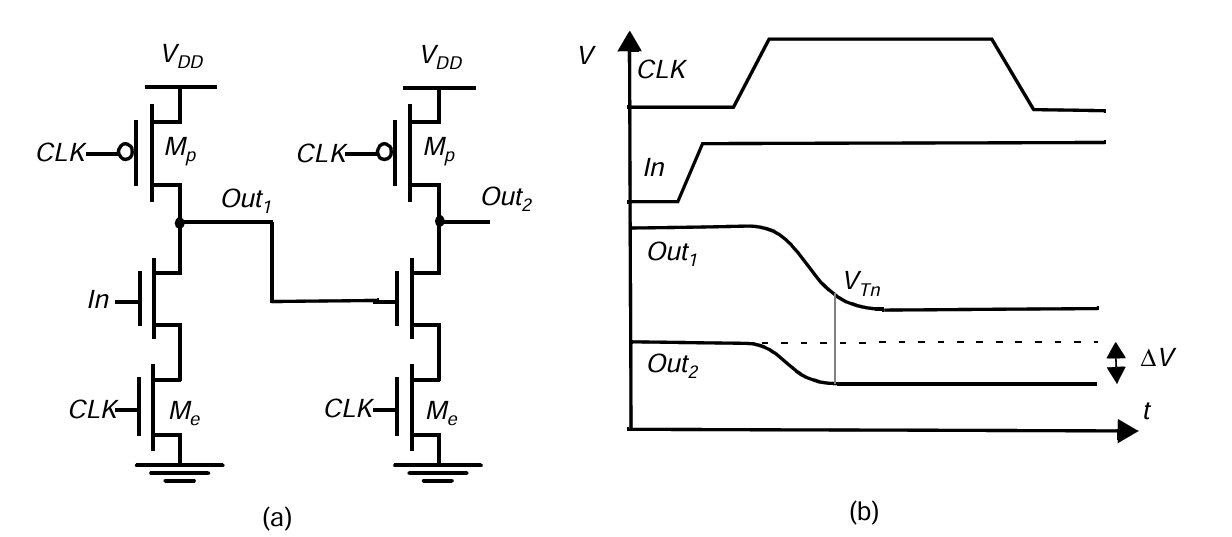 V_DD
V_DD
CLK
M_p
CLK
M_p
Out_1
Out_2
In
CLK
M_e
CLK
M_e
(a)
V
CLK
In
Out_1
V_Tn
Out_2
ΔV
t
(b)